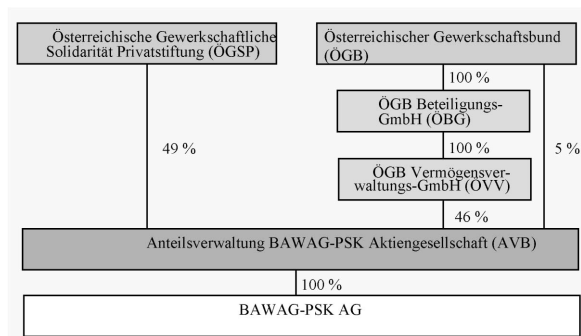 Österreichische Gewerkschaftliche
Solidarität Privatstiftung (ÖGSP)
Österreichischer Gewerkschaftsbund
(ÖGB)
100 %
ÖGB Beteiligungs-
GmbH (ÖBG)
49 %
100 %
5 %
ÖGB Vermögensver-
waltungs-GmbH (ÖVV)
46 %
Anteilsverwaltung BAWAG-PSK Aktiengesellschaft (AVB)
100 %
BAWAG-PSK AG